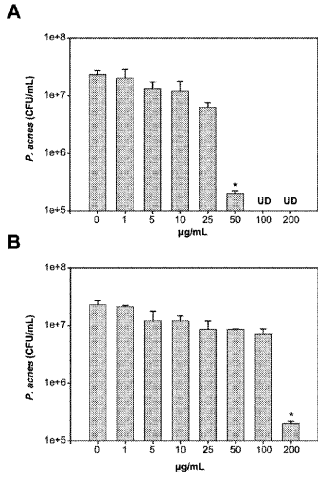 A
1e+8
1e+7
1e+6
1e+5
P. acnes (CFU/mL)
*
UD UD
0 1 5 10 25 50 100 200
µg/mL
B
1e+8
1e+7
1e+6
1e+5
P. acnes (CFU/mL)
*
0 1 5 10 25 50 100 200
µg/mL